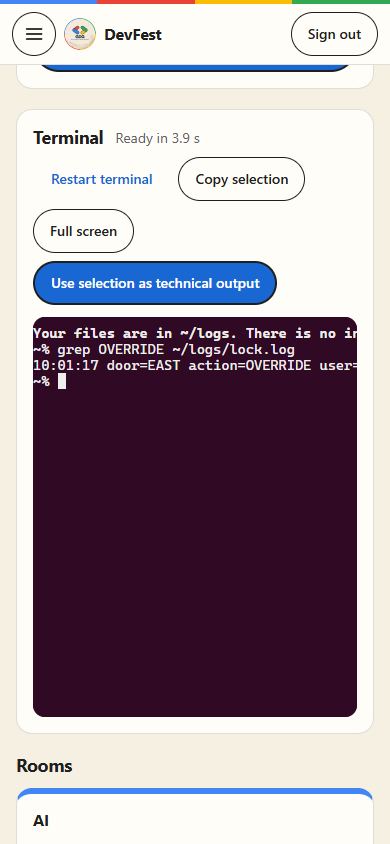 DevFest
Sign out
Terminal Ready in 3.9 s
Restart terminal
Copy selection
Full screen
Use selection as technical output
Your files are in ~/logs. There is no in
~% grep OVERRIDE ~/logs/lock.log
10:01:17 door=EAST action=OVERRIDE user=
~%
Rooms
AI